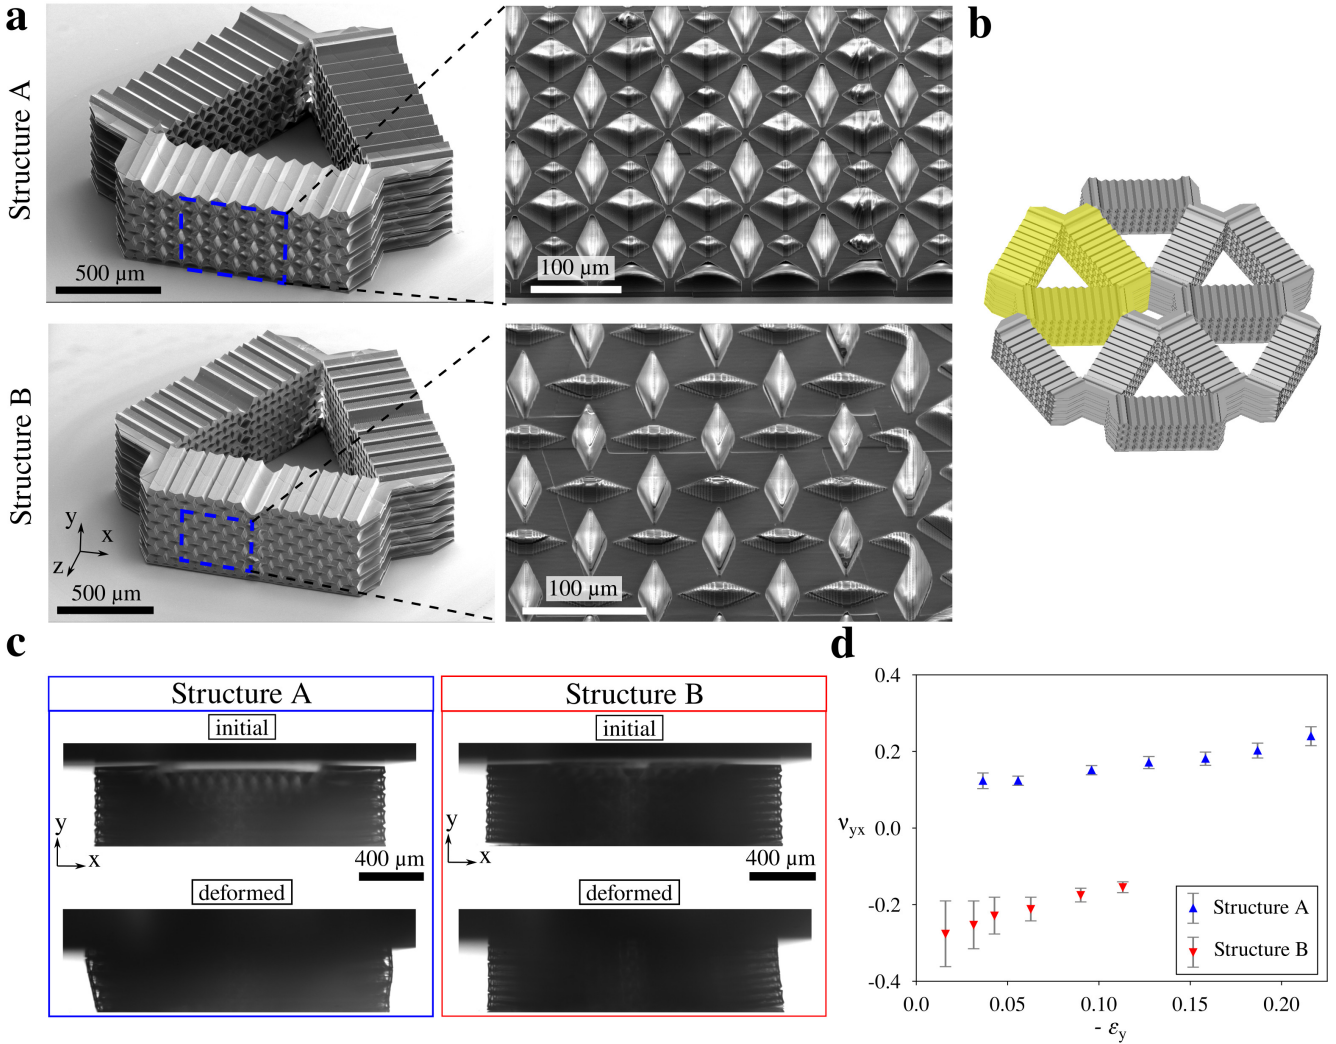 a
b
Structure A
500 µm
100 µm
Structure B
y
x
z
500 µm
100 µm
c
d
Structure A
Structure B
initial
initial
y
x
400 µm
y
x
400 µm
deformed
deformed
0.4
0.2
0.0
-0.2
-0.4
νyx
Structure A
Structure B
0.0
0.05
0.10
0.15
0.20
- εy